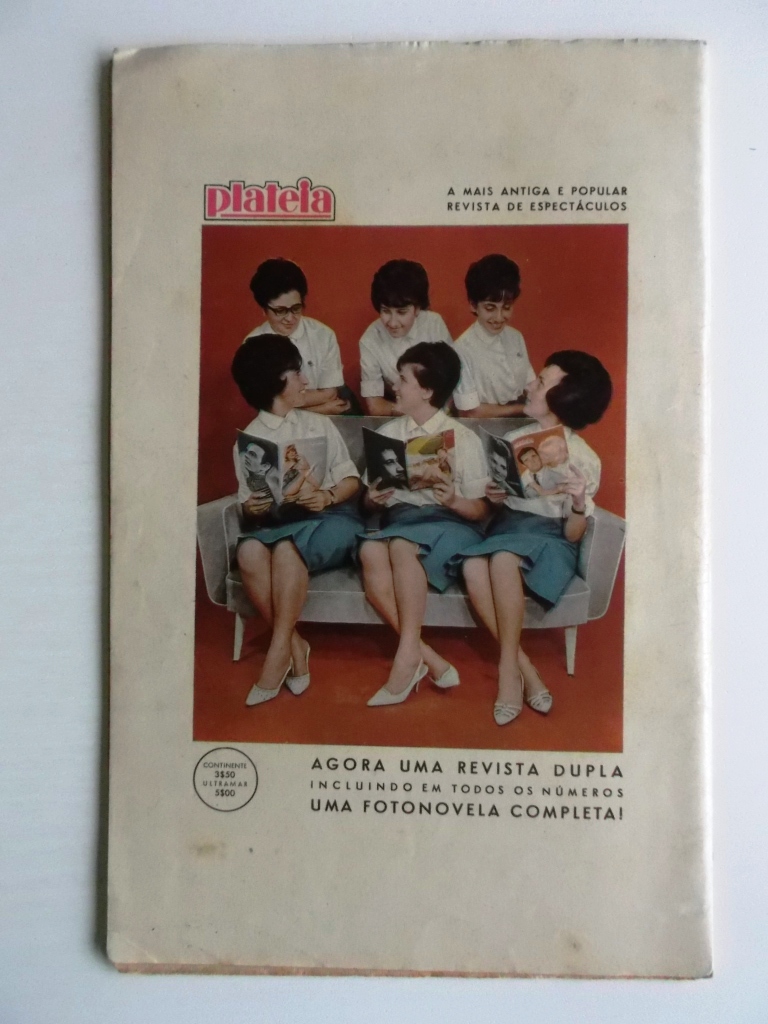 plateia
A MAIS ANTIGA E POPULAR
REVISTA DE ESPECTÁCULOS
CONTINENTE
3$50
ULTRAMAR
5$00
AGORA UMA REVISTA DUPLA
INCLUINDO EM TODOS OS NÚMEROS
UMA FOTONOVELA COMPLETA!